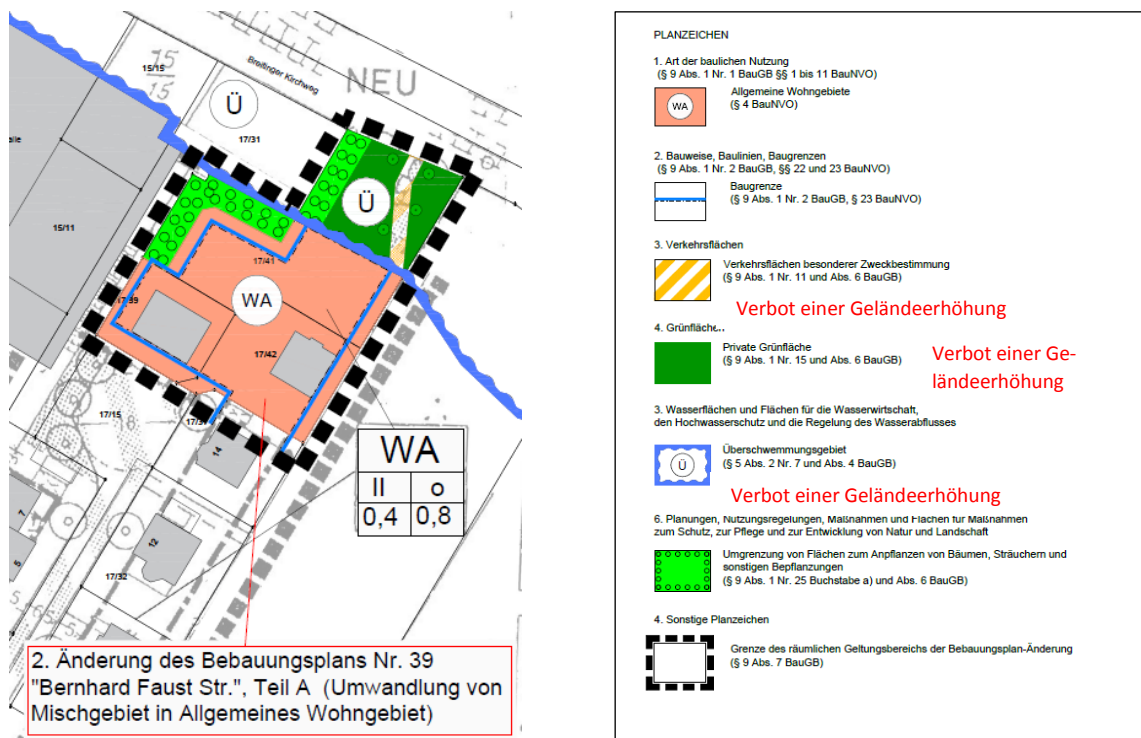 15/15
15
15
Breitinger Kirchweg
NEU
Ü
17/31
alle
Ü
15/11
17/41
WA
17/39
17/42
17/15
18
14
WA
II o
0,4 0,8
7
12
5
17/32
2. Änderung des Bebauungsplans Nr. 39
"Bernhard Faust Str.", Teil A (Umwandlung von
Mischgebiet in Allgemeines Wohngebiet)
PLANZEICHEN
1. Art der baulichen Nutzung
(§ 9 Abs. 1 Nr. 1 BauGB §§ 1 bis 11 BauNVO)
WA
Allgemeine Wohngebiete
(§ 4 BauNVO)
2. Bauweise, Baulinien, Baugrenzen
(§ 9 Abs. 1 Nr. 2 BauGB, §§ 22 und 23 BauNVO)
Baugrenze
(§ 9 Abs. 1 Nr. 2 BauGB, § 23 BauNVO)
3. Verkehrsflächen
Verkehrsflächen besonderer Zweckbestimmung
(§ 9 Abs. 1 Nr. 11 und Abs. 6 BauGB)
Verbot einer Geländeerhöhung
4. Grünfläche...
Private Grünfläche
(§ 9 Abs. 1 Nr. 15 und Abs. 6 BauGB)
Verbot einer Ge-
ländeerhöhung
3. Wasserflächen und Flächen für die Wasserwirtschaft,
den Hochwasserschutz und die Regelung des Wasserabflusses
Ü
Überschwemmungsgebiet
(§ 5 Abs. 2 Nr. 7 und Abs. 4 BauGB)
Verbot einer Geländeerhöhung
6. Planungen, Nutzungsregelungen, Maßnahmen und Flächen für Maßnahmen
zum Schutz, zur Pflege und zur Entwicklung von Natur und Landschaft
Umgrenzung von Flächen zum Anpflanzen von Bäumen, Sträuchern und
sonstigen Bepflanzungen
(§ 9 Abs. 1 Nr. 25 Buchstabe a) und Abs. 6 BauGB)
4. Sonstige Planzeichen
Grenze des räumlichen Geltungsbereichs der Bebauungsplan-Änderung
(§ 9 Abs. 7 BauGB)